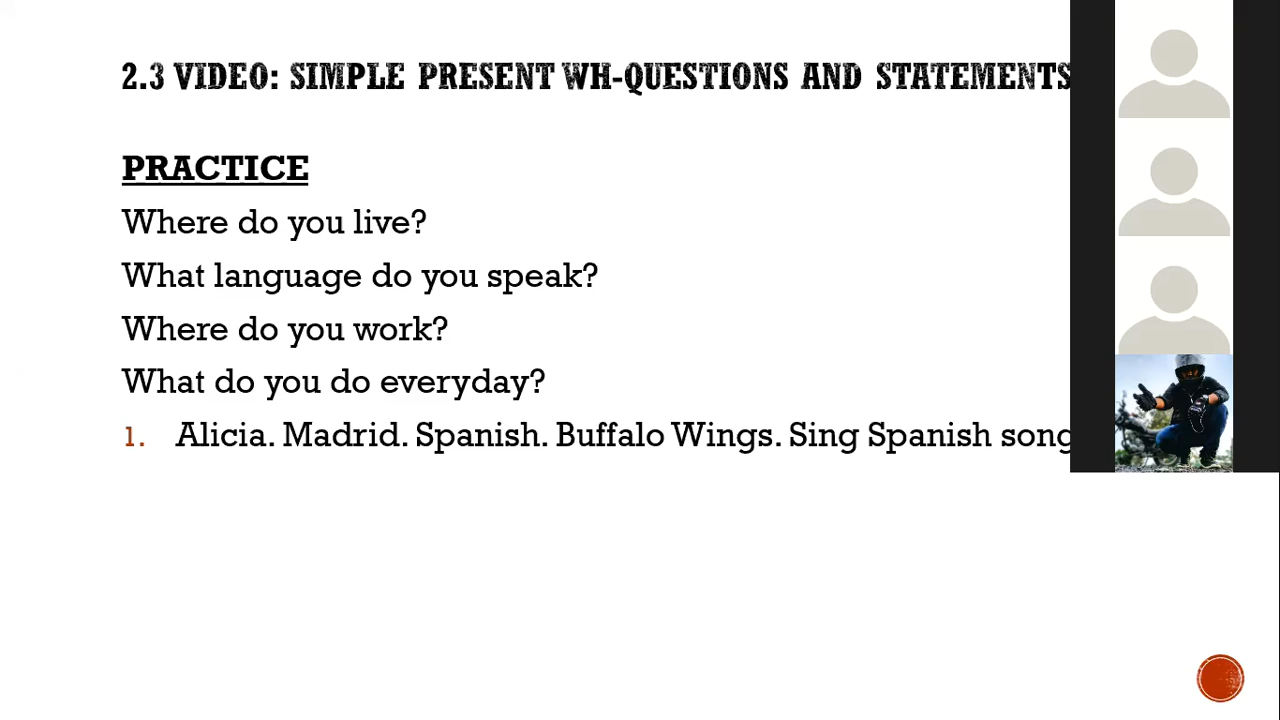 2.3 VIDEO: SIMPLE PRESENT WH-QUESTIONS AND STATEMENTS
PRACTICE
Where do you live?
What language do you speak?
Where do you work?
What do you do everyday?
1. Alicia. Madrid. Spanish. Buffalo Wings. Sing Spanish song